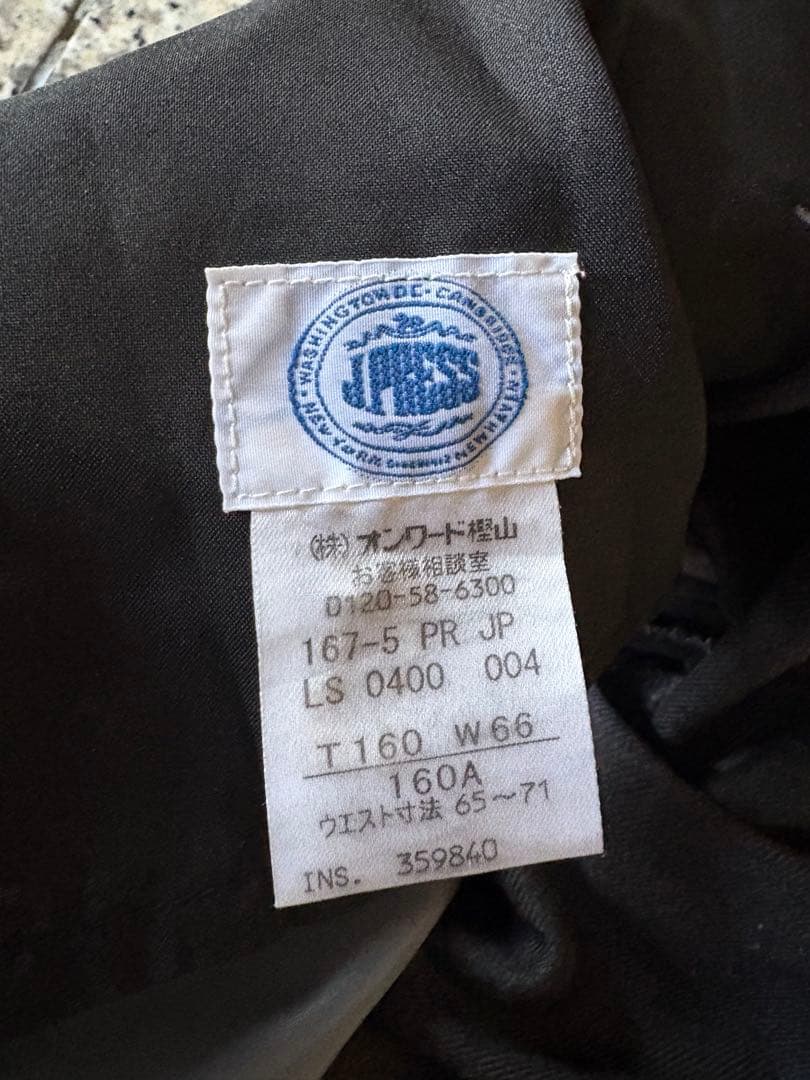 WASHINGTON DC · CAMBRIDGE · NEW HAVEN · NEW YORK
J.PRESS
(株)オンワード樫山
お客様相談室
0120-58-6300
167-5 PR JP
LS 0400 004
T160 W66
160A
ウエスト寸法 65～71
INS. 359840